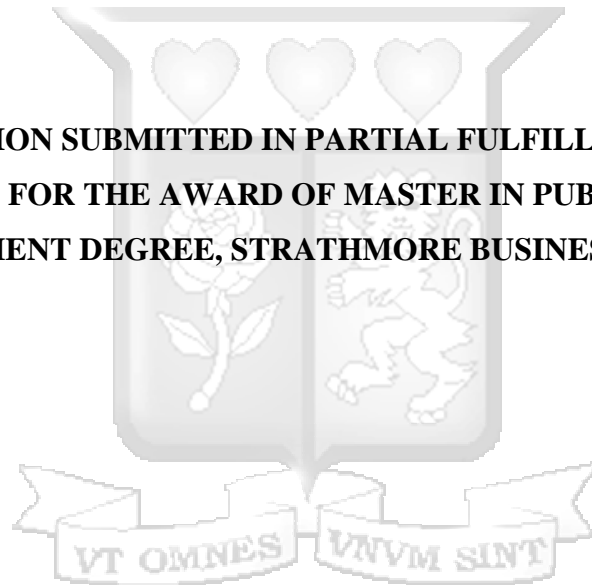 ION SUBMITTED IN PARTIAL FULFILL
FOR THE AWARD OF MASTER IN PUB
MENT DEGREE, STRATHMORE BUSINES
VT OMNES VNVM SINT